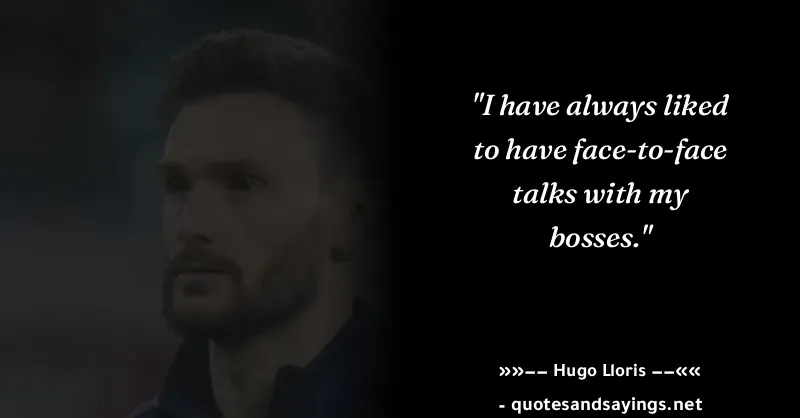 "I have always liked
to have face-to-face
talks with my
bosses."
»»−− Hugo Lloris −−««
- quotesandsayings.net